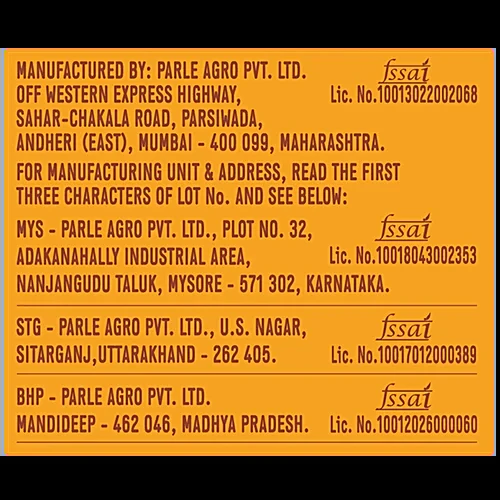 MANUFACTURED BY: PARLE AGRO PVT. LTD.
fssai
OFF WESTERN EXPRESS HIGHWAY,
Lic. No.10013022002068
SAHAR-CHAKALA ROAD, PARSIWADA,
ANDHERI (EAST), MUMBAI - 400 099, MAHARASHTRA.
FOR MANUFACTURING UNIT & ADDRESS, READ THE FIRST
THREE CHARACTERS OF LOT No. AND SEE BELOW:
MYS - PARLE AGRO PVT. LTD., PLOT NO. 32,
fssai
ADAKANAHALLY INDUSTRIAL AREA,
Lic. No.10018043002353
NANJANGUDU TALUK, MYSORE - 571 302, KARNATAKA.
STG - PARLE AGRO PVT. LTD., U.S. NAGAR,
fssai
SITARGANJ,UTTARAKHAND - 262 405.
Lic. No.10017012000389
BHP - PARLE AGRO PVT. LTD.
fssai
MANDIDEEP - 462 046, MADHYA PRADESH.
Lic. No.10012026000060